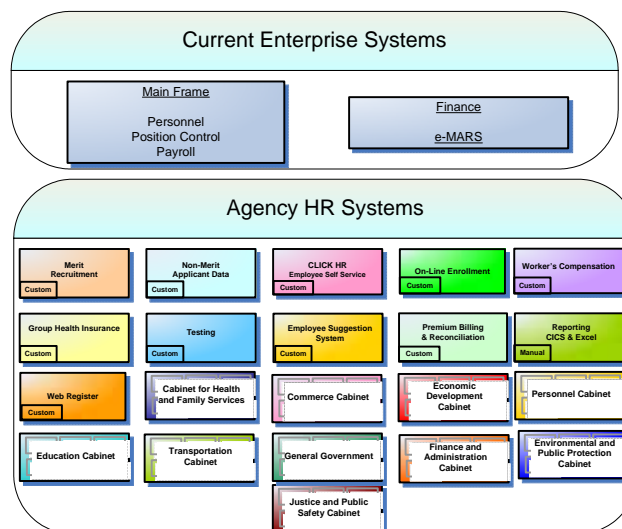 Current Enterprise Systems
Main Frame
Personnel
Position Control
Payroll
Finance
e-MARS
Agency HR Systems
Merit
Recruitment
Custom
Non-Merit
Applicant Data
Custom
CLICK HR
Employee Self Service
Custom
On-Line Enrollment
Custom
Worker's Compensation
Custom
Group Health Insurance
Custom
Testing
Custom
Employee Suggestion
System
Custom
Premium Billing
& Reconciliation
Custom
Reporting
CICS & Excel
Manual
Web Register
Custom
Cabinet for Health
and Family Services
Commerce Cabinet
Economic
Development
Cabinet
Personnel Cabinet
Education Cabinet
Transportation
Cabinet
General Government
Finance and
Administration
Cabinet
Environmental and
Public Protection
Cabinet
Justice and Public
Safety Cabinet